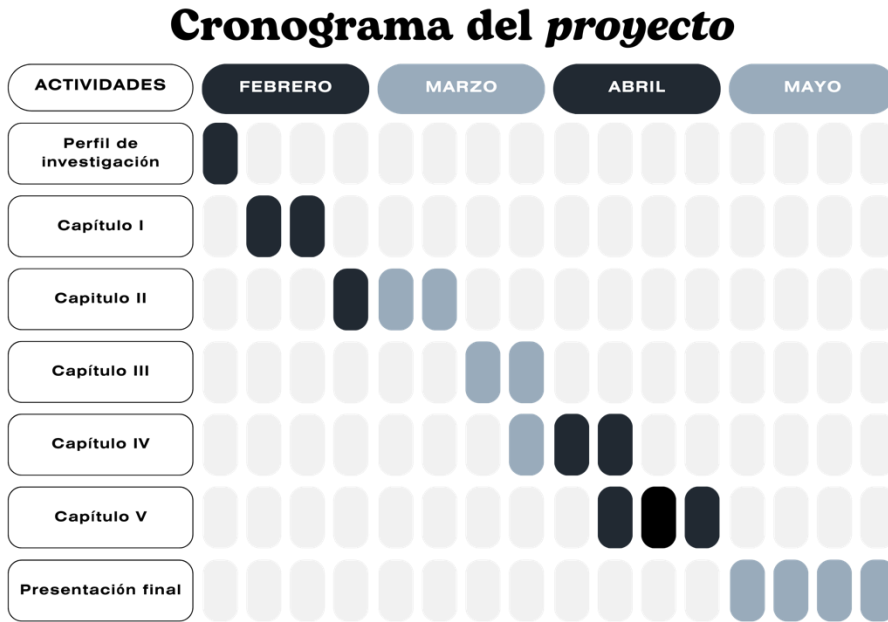 Cronograma del proyecto
ACTIVIDADES
FEBRERO
MARZO
ABRIL
MAYO
Perfil de
investigación
Capítulo I
Capitulo II
Capítulo III
Capítulo IV
Capítulo V
Presentación final